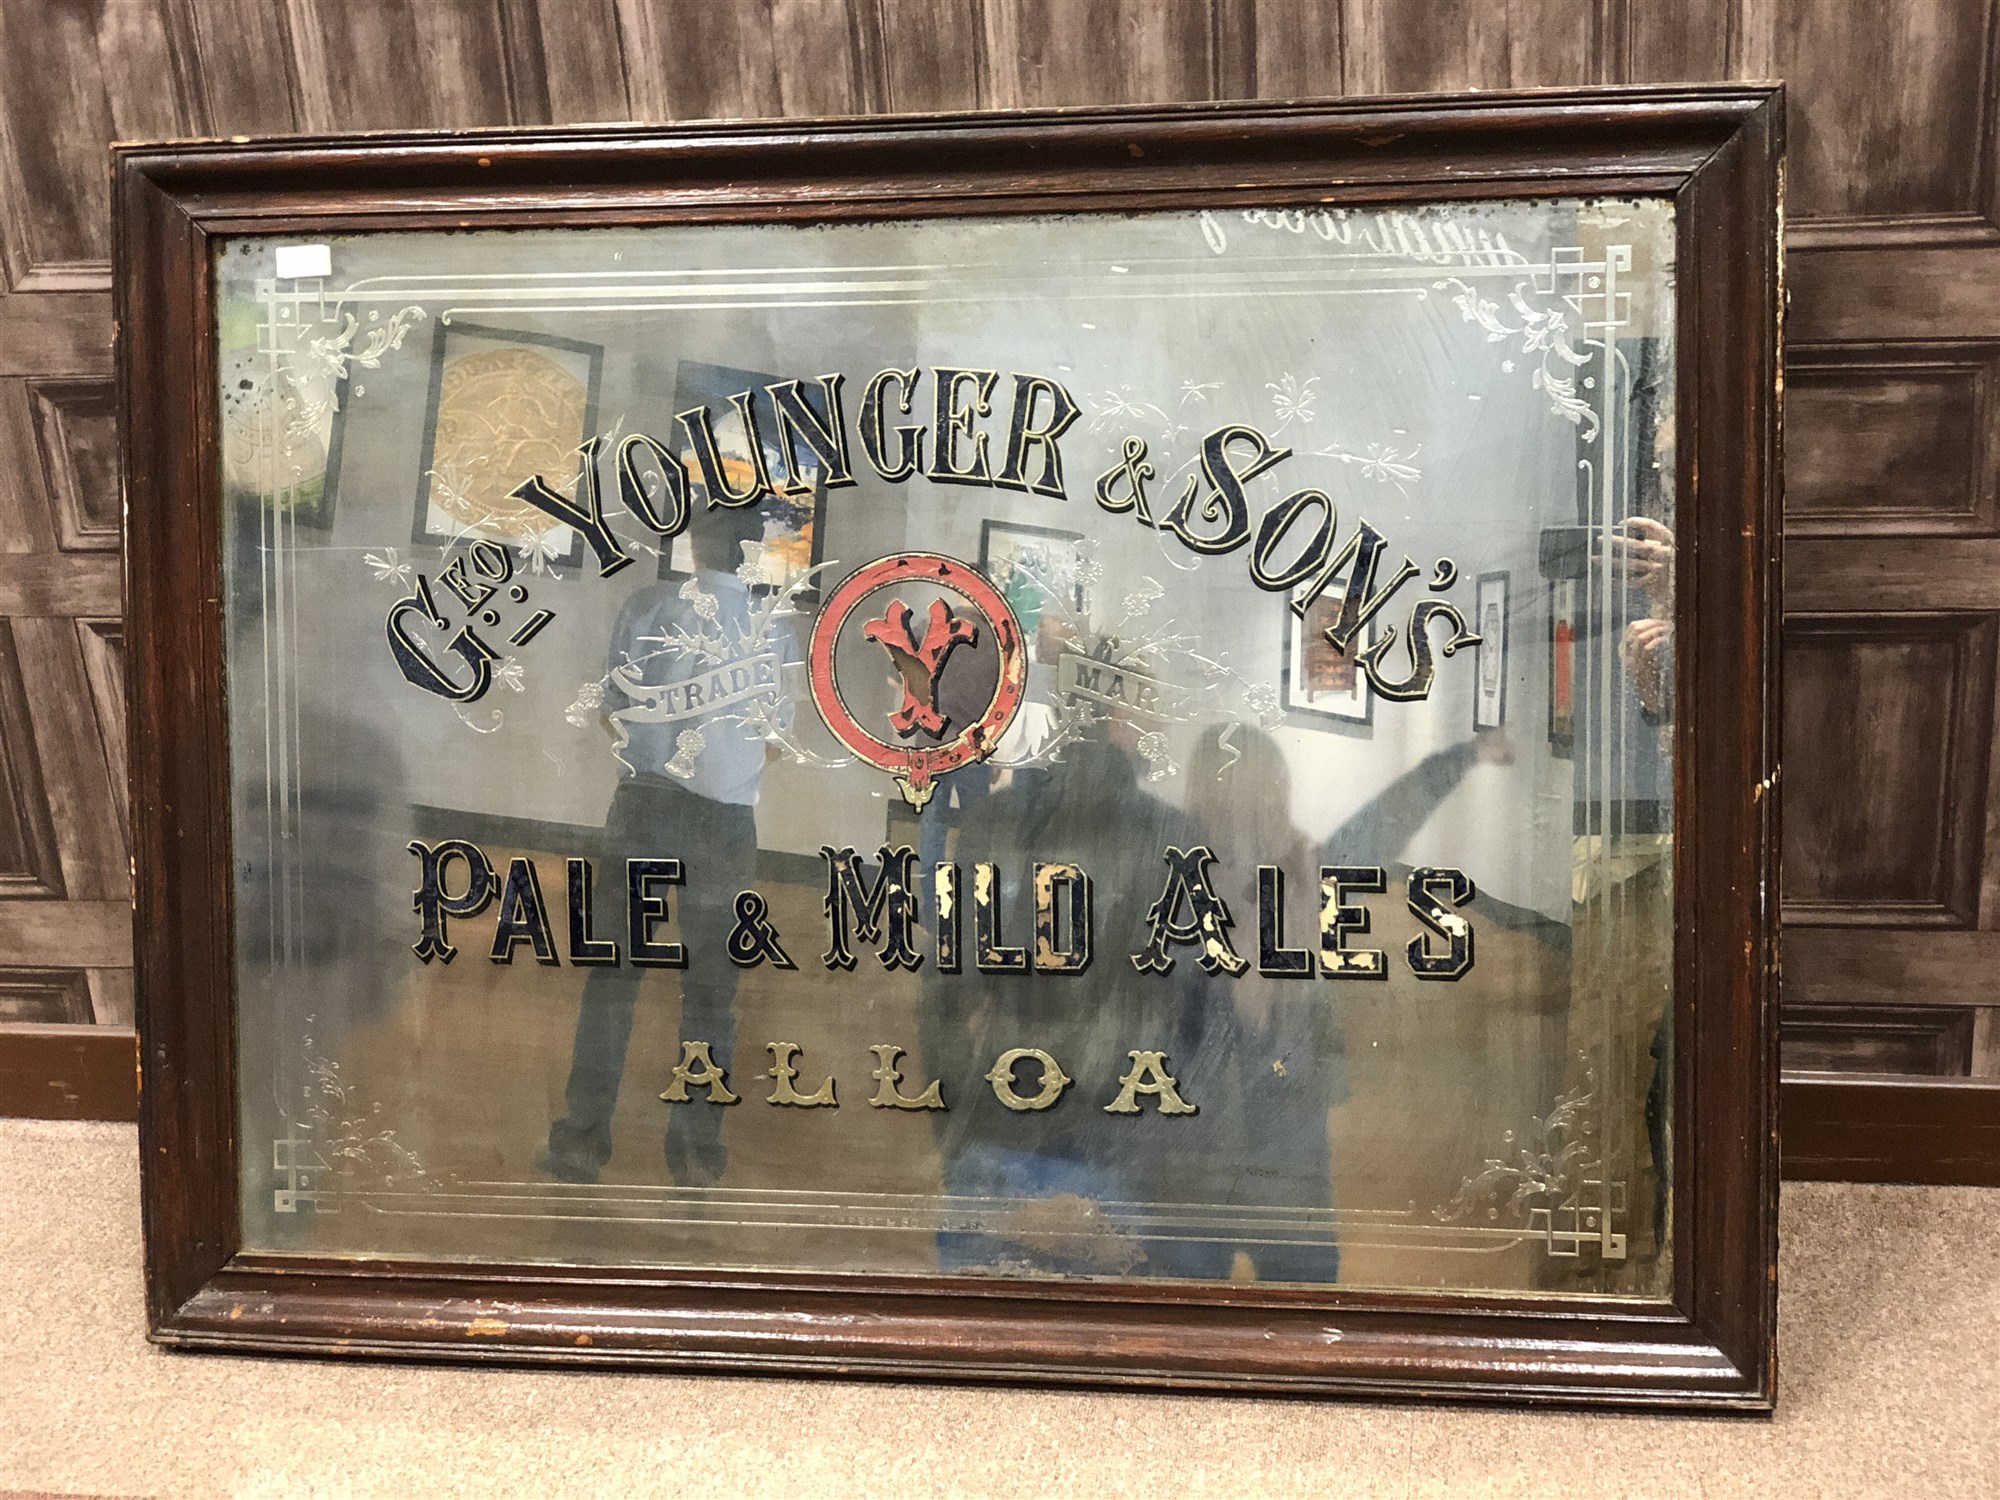 GEO. YOUNGER & SON'S
TRADE MARK
Y
PALE & MILD ALES
ALLOA